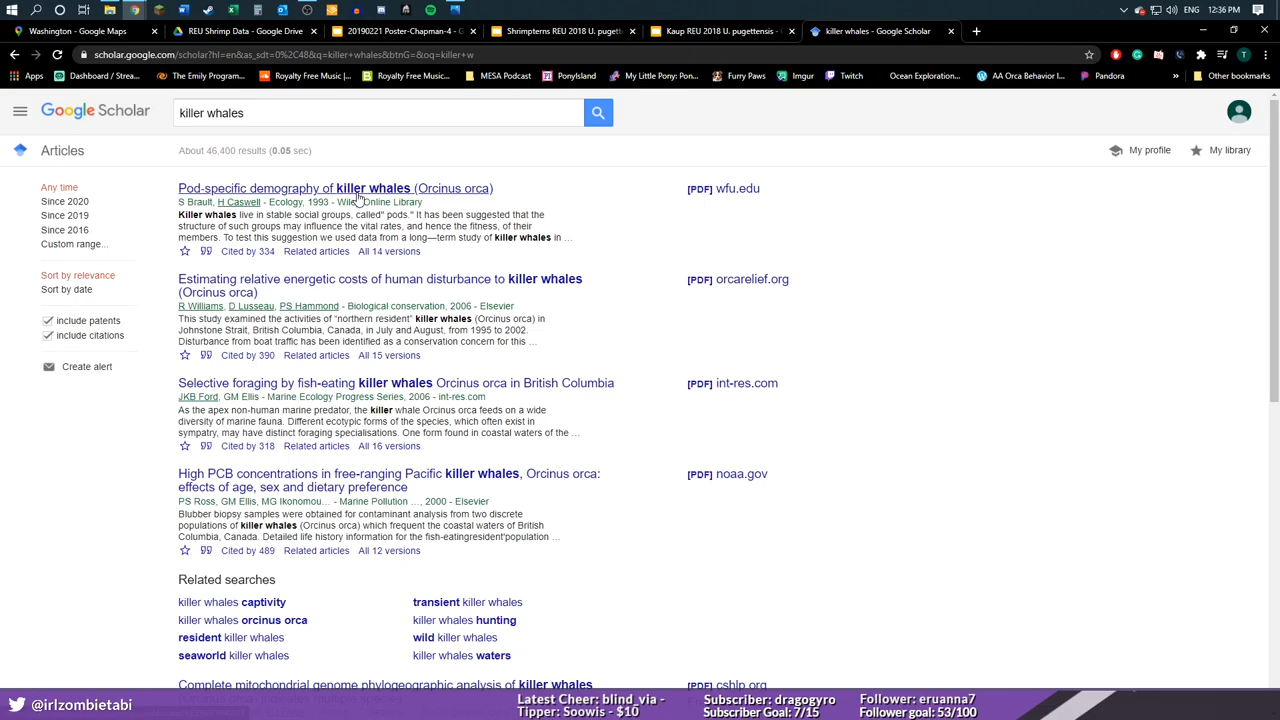 ENG 12:36 PM
Washington - Google Maps
REU Shrimp Data - Google Drive
20190221 Poster-Chapman-4 -
Shrimpterns REU 2018 U. pugettensis
Kaup REU 2018 U. pugettensis -
killer whales - Google Scholar
scholar.google.com/scholar?hl=en&as_sdt=0%2C48&q=killer+whales&btnG=&oq=killer+w
Apps
Dashboard / Strea...
The Emily Program...
Royalty Free Musi...
Royalty Free Music...
MESA Podcast
PonyIsland
My Little Pony: Pon...
Furry Paws
Imgur
Twitch
Ocean Exploration...
AA Orca Behavior I...
Pandora
»
Other bookmarks
Google Scholar
killer whales
Articles
About 46,400 results (0.05 sec)
My profile
My library
Any time
Since 2020
Since 2019
Since 2016
Custom range...
Sort by relevance
Sort by date
include patents
include citations
Create alert
Pod-specific demography of killer whales (Orcinus orca)
S Brault, H Caswell - Ecology, 1993 - Online Library
Killer whales live in stable social groups, called" pods." It has been suggested that the
structure of such groups may influence the vital rates, and hence the fitness, of their
members. To test this suggestion we used data from a long—term study of killer whales in ...
Cited by 334 Related articles All 14 versions
[PDF] wfu.edu
Estimating relative energetic costs of human disturbance to killer whales
(Orcinus orca)
R Williams, D Lusseau, PS Hammond - Biological conservation, 2006 - Elsevier
This study examined the activities of "northern resident" killer whales (Orcinus orca) in
Johnstone Strait, British Columbia, Canada, in July and August, from 1995 to 2002.
Disturbance from boat traffic has been identified as a conservation concern for this ...
Cited by 390 Related articles All 15 versions
[PDF] orcarelief.org
Selective foraging by fish-eating killer whales Orcinus orca in British Columbia
JKB Ford, GM Ellis - Marine Ecology Progress Series, 2006 - int-res.com
As the apex non-human marine predator, the killer whale Orcinus orca feeds on a wide
diversity of marine fauna. Different ecotypic forms of the species, which often exist in
sympatry, may have distinct foraging specialisations. One form found in coastal waters of the ...
Cited by 318 Related articles All 16 versions
[PDF] int-res.com
High PCB concentrations in free-ranging Pacific killer whales, Orcinus orca:
effects of age, sex and dietary preference
PS Ross, GM Ellis, MG Ikonomou... - Marine Pollution ..., 2000 - Elsevier
Blubber biopsy samples were obtained for contaminant analysis from two discrete
populations of killer whales (Orcinus orca) which frequent the coastal waters of British
Columbia, Canada. Detailed life history information for the fish-eatingresident'population ...
Cited by 489 Related articles All 12 versions
[PDF] noaa.gov
Related searches
killer whales captivity
killer whales orcinus orca
resident killer whales
seaworld killer whales
transient killer whales
killer whales hunting
wild killer whales
killer whales waters
Complete mitochondrial genome phylogeographic analysis of killer whales
[PDF] cshlp.org
@irlzombietabi
Latest Cheer: blind_via -
Tipper: Soowis - $10
Subscriber: dragogyro
Subscriber Goal: 7/15
Follower: eruanna7
Follower goal: 53/100